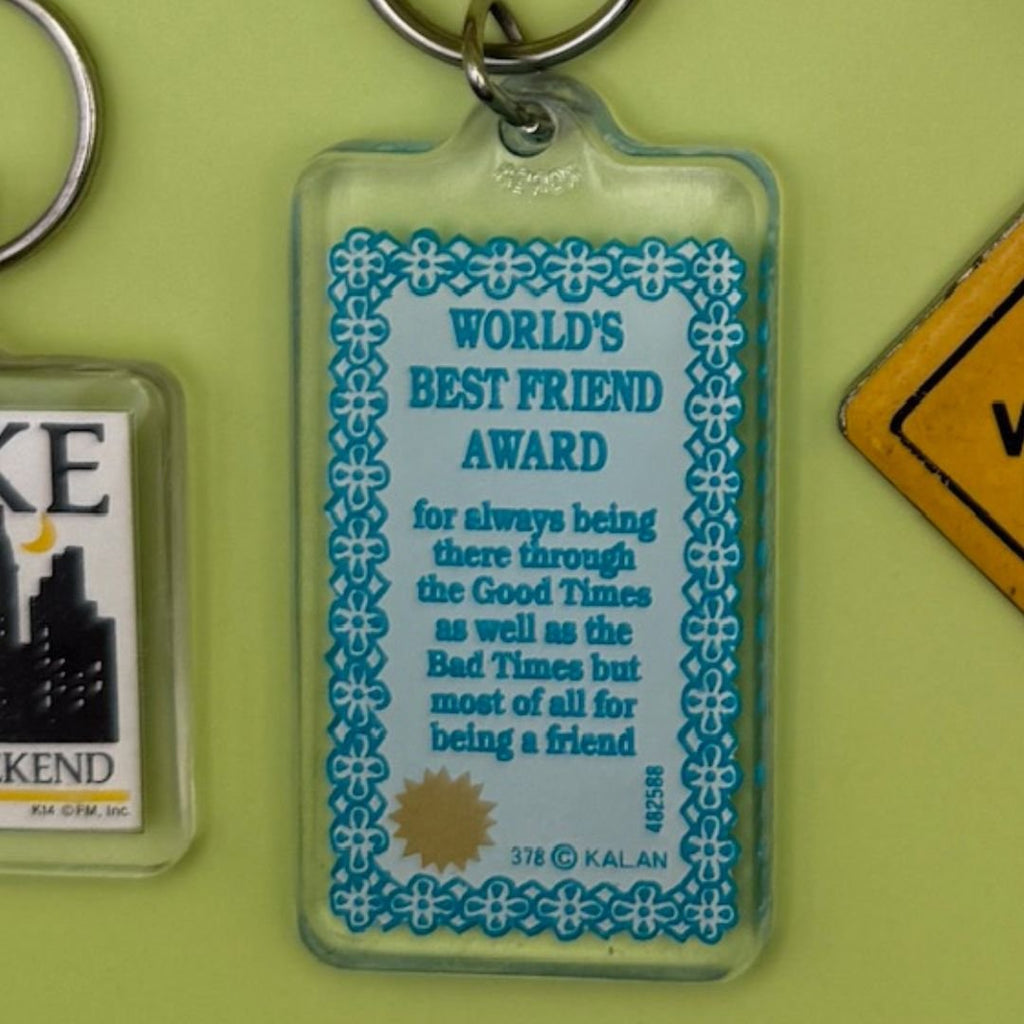 WORLD'S
BEST FRIEND
AWARD
for always being
there through
the Good Times
as well as the
Bad Times but
most of all for
being a friend
482588
378 © KALAN
KE
KEND
K14 © FM, Inc.